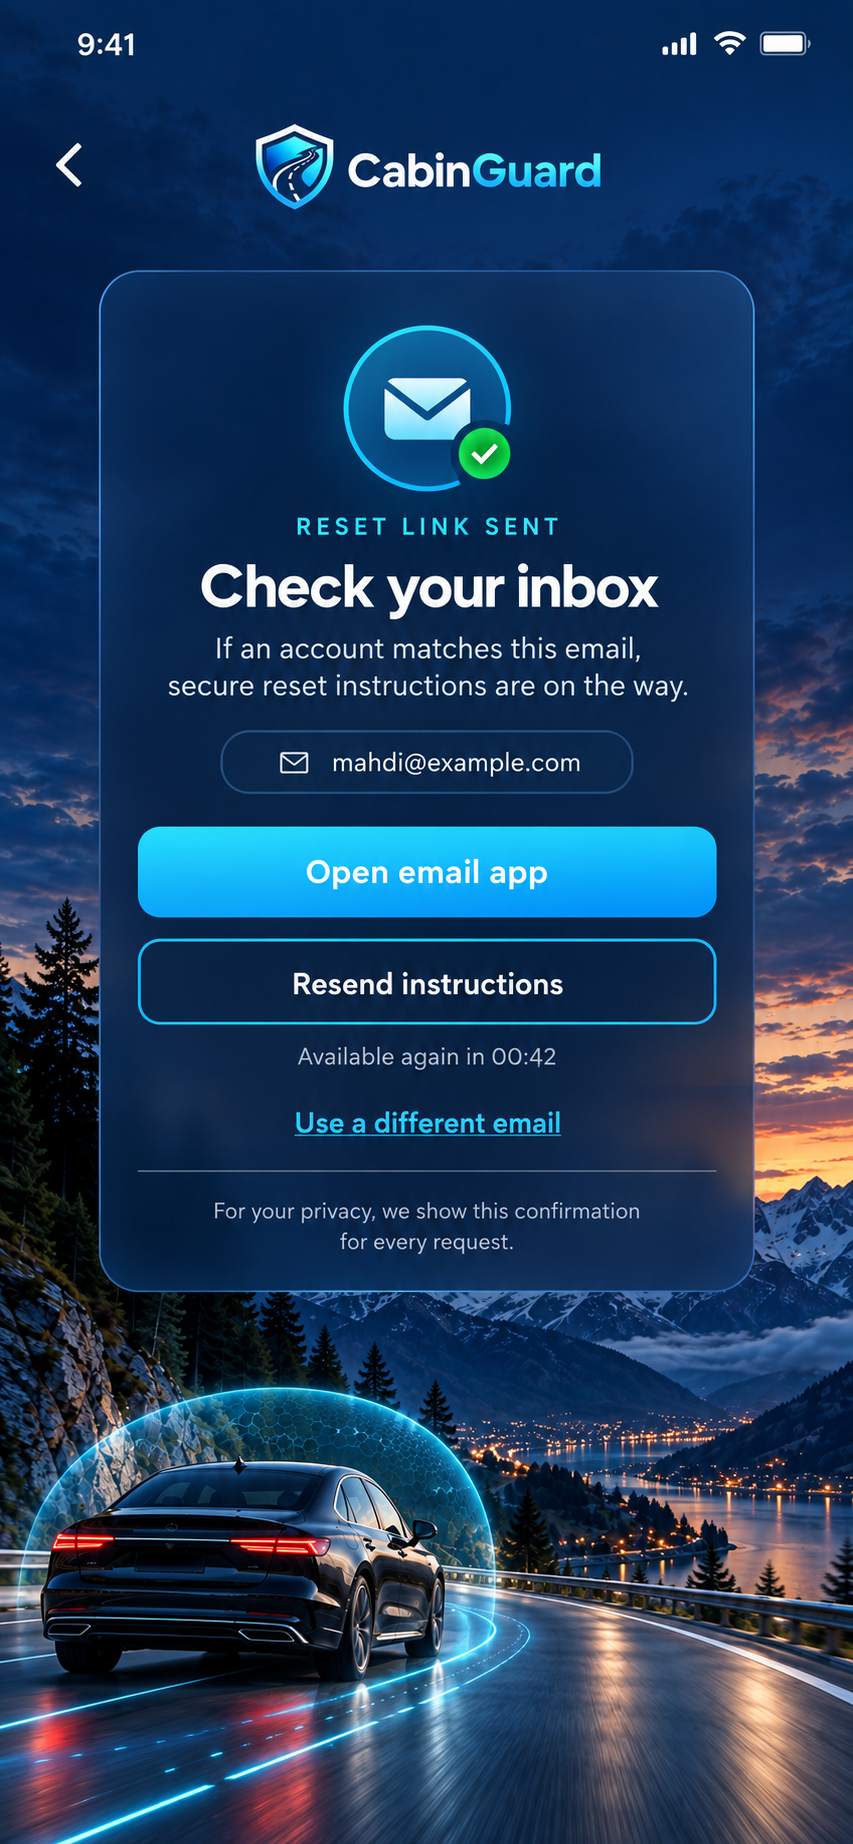 9:41
CabinGuard
RESET LINK SENT
Check your inbox
If an account matches this email,
secure reset instructions are on the way.
mahdi@example.com
Open email app
Resend instructions
Available again in 00:42
Use a different email
For your privacy, we show this confirmation
for every request.